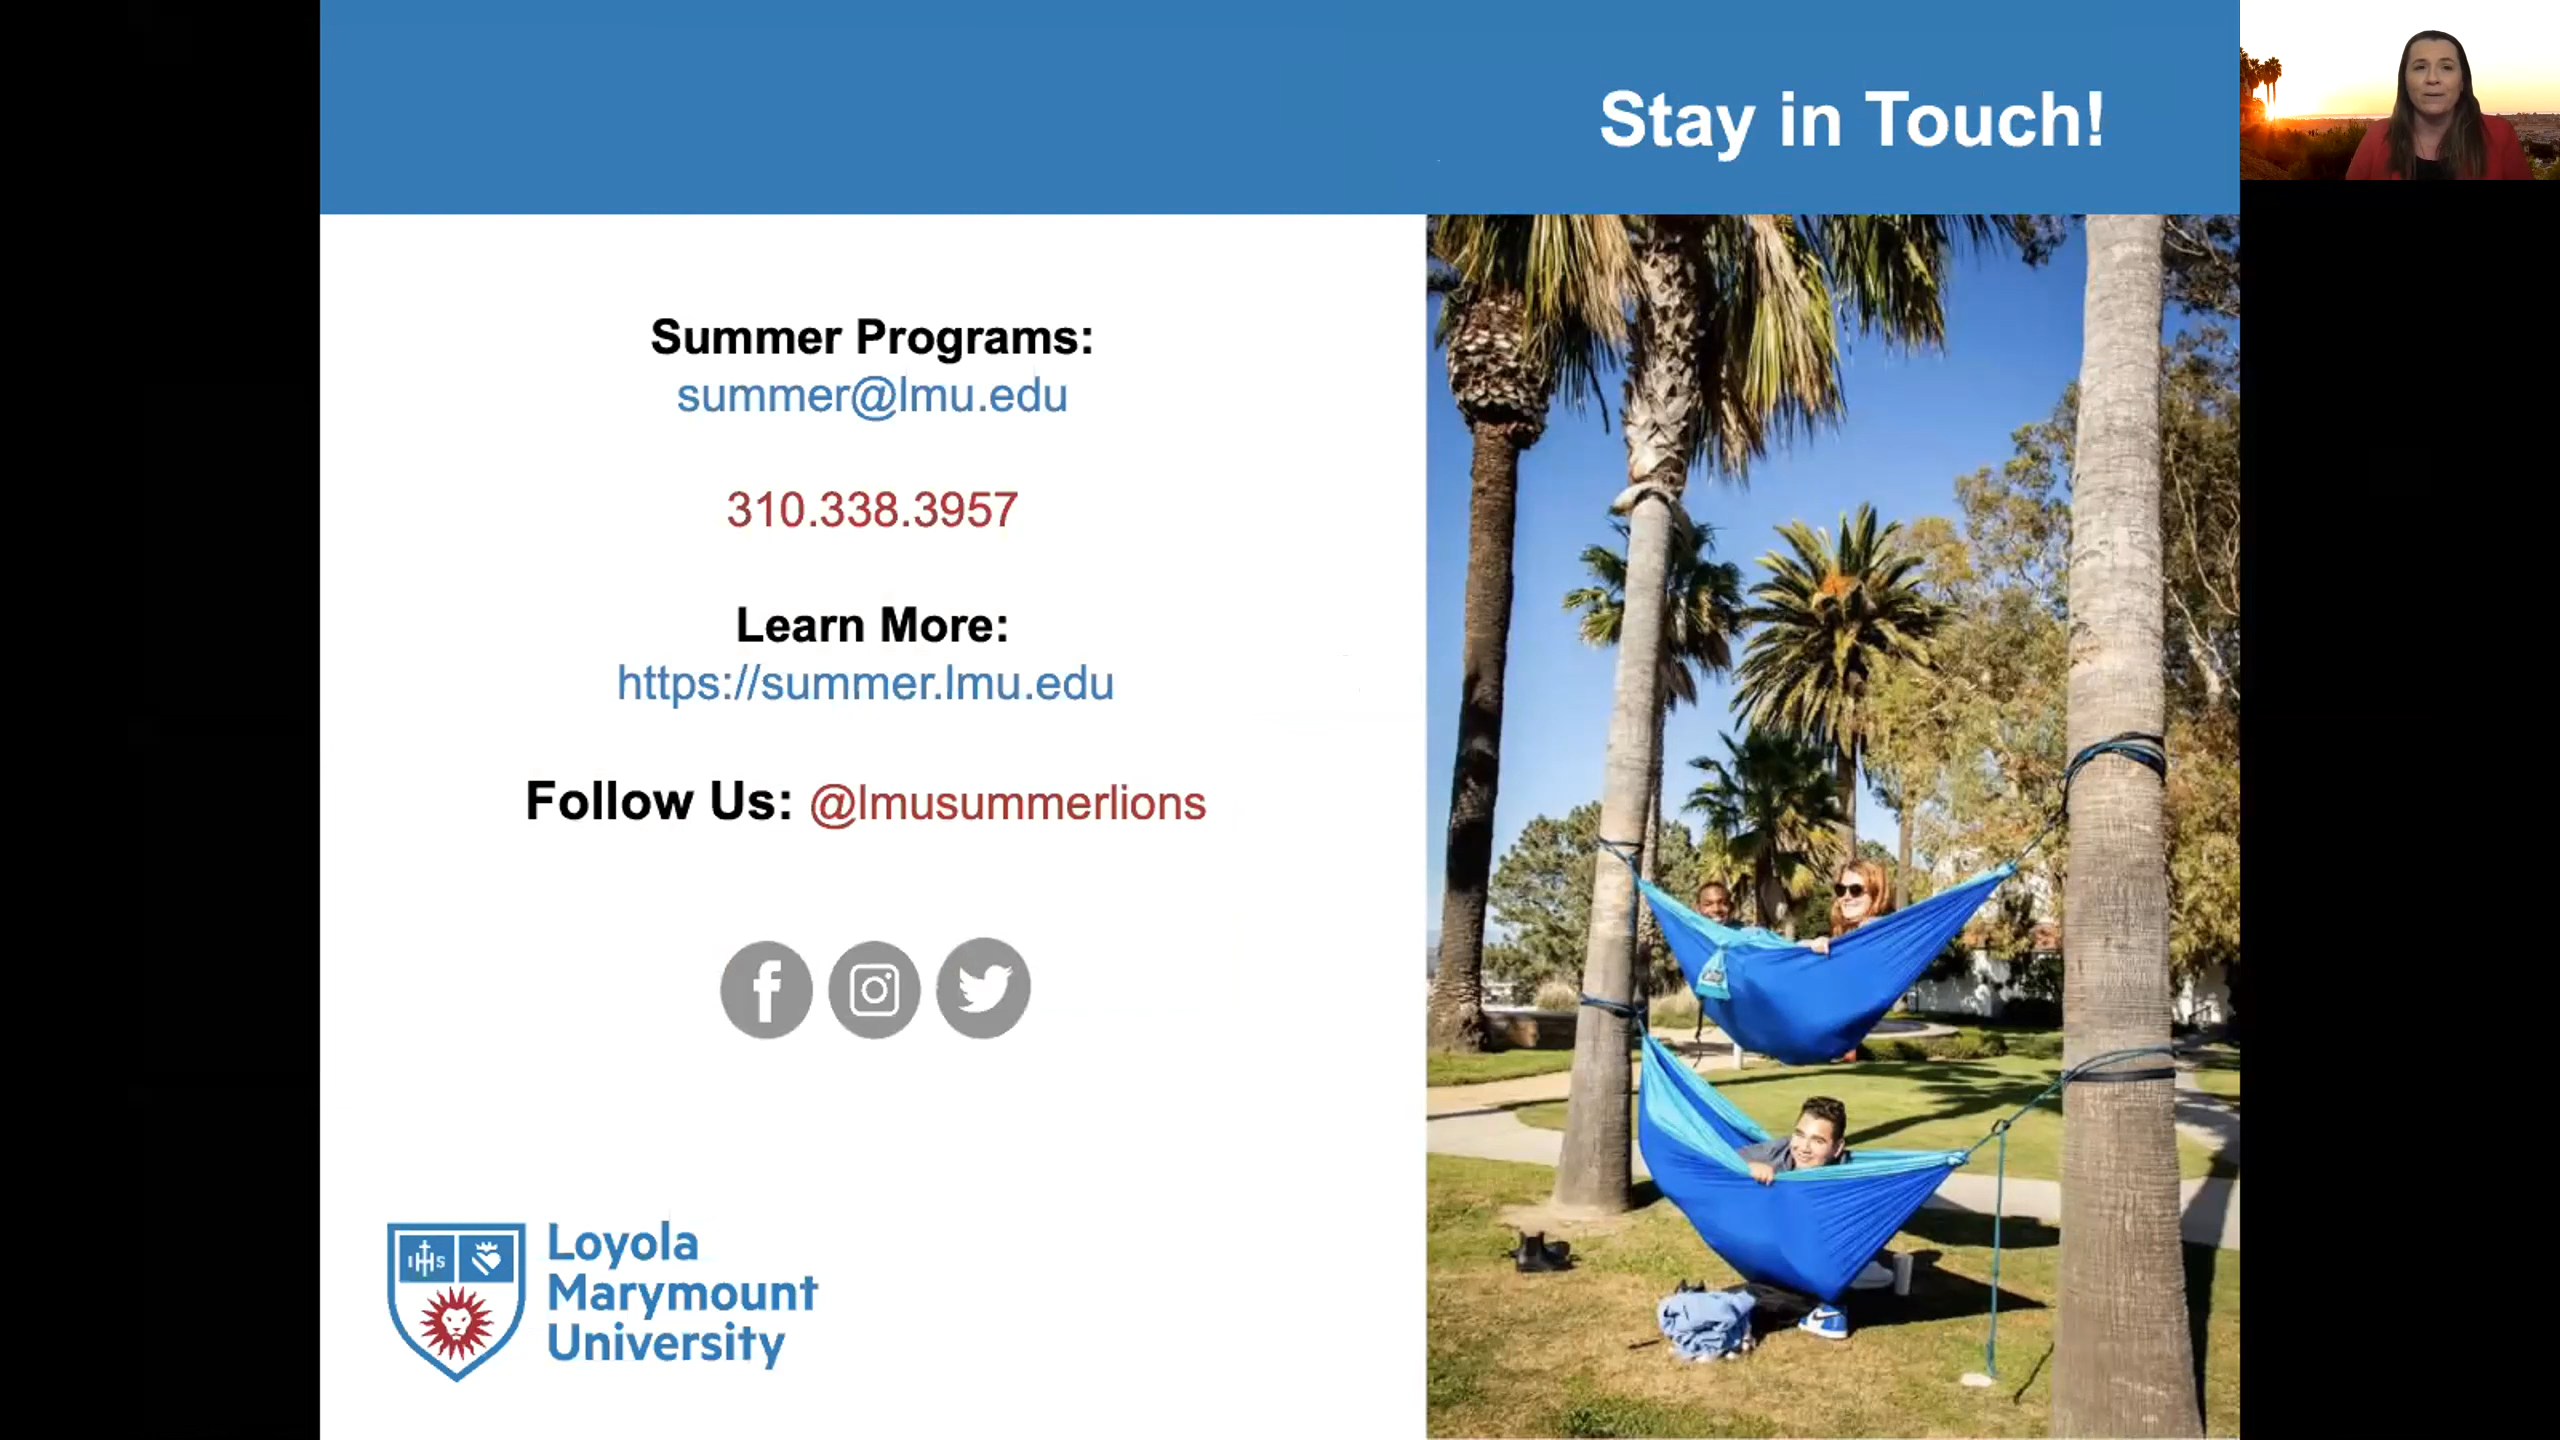 Stay in Touch!
Summer Programs:
summer@lmu.edu
310.338.3957
Learn More:
https://summer.lmu.edu
Follow Us: @lmusummerlions
IHS
Loyola
Marymount
University